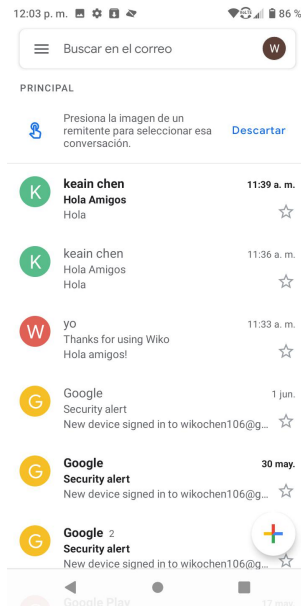 12:03 p. m. 86 %
Buscar en el correo W
PRINCIPAL
Presiona la imagen de un
remitente para seleccionar esa
conversación.
Descartar
K keain chen 11:39 a. m.
Hola Amigos
Hola
K keain chen 11:36 a. m.
Hola Amigos
Hola
W yo 11:33 a. m.
Thanks for using Wiko
Hola amigos!
G Google 1 jun.
Security alert
New device signed in to wikochen106@g...
G Google 30 may.
Security alert
New device signed in to wikochen106@g...
G Google 2
Security alert
New device signed in to wikochen106@g...
Google Play 17 may.